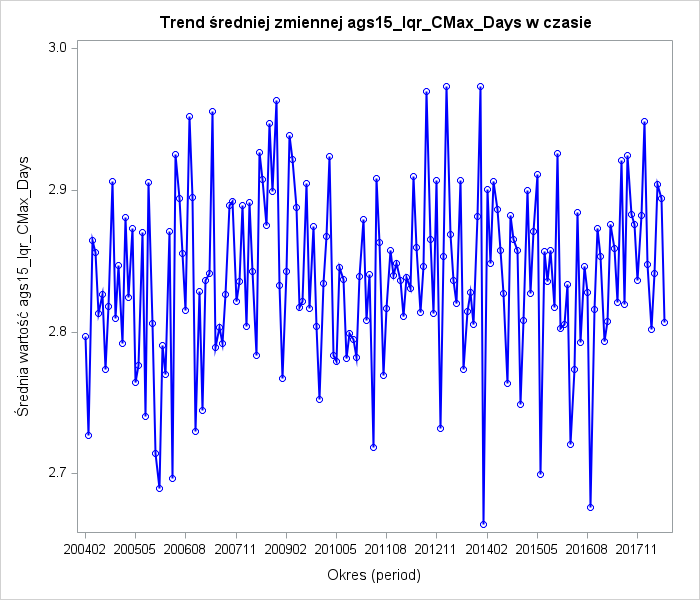 Trend średniej zmiennej ags15_Iqr_CMax_Days w czasie
3.0
2.9
2.8
2.7
Średnia wartość ags15_Iqr_CMax_Days
200402 200505 200608 200711 200902 201005 201108 201211 201402 201505 201608 201711
Okres (period)